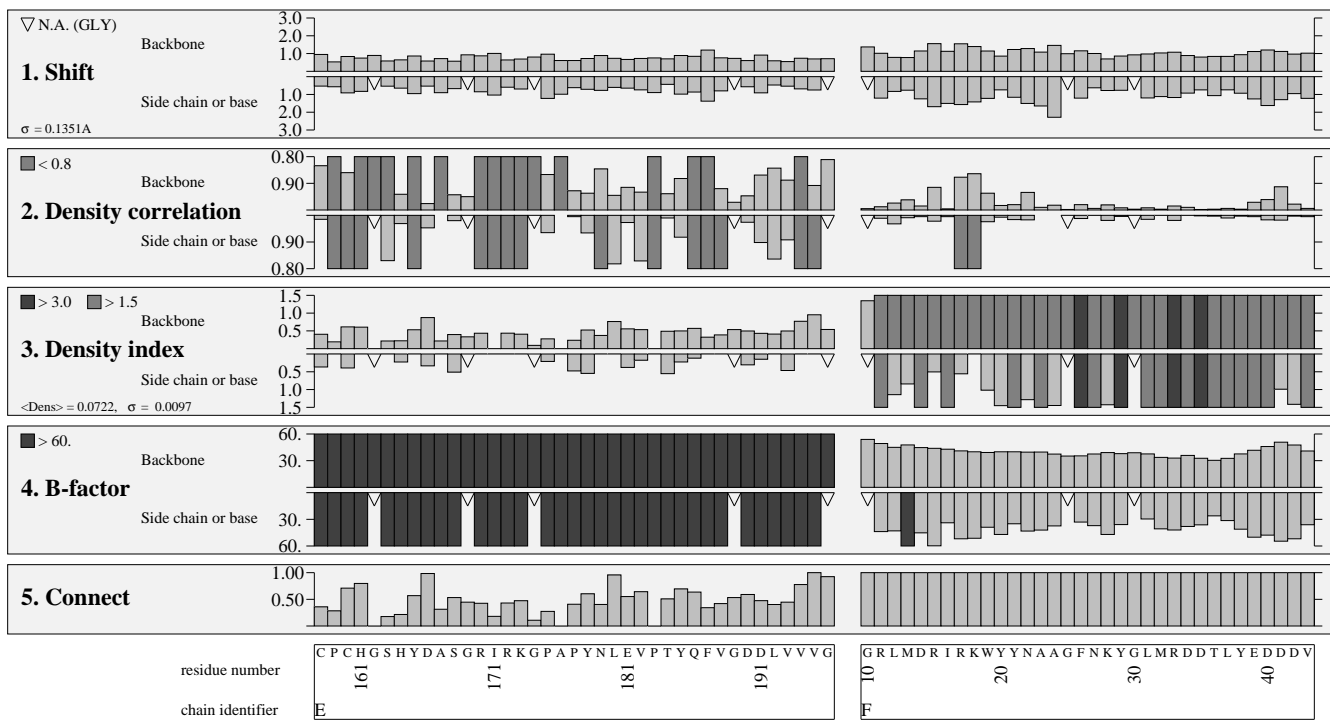 ▽ N.A. (GLY)
Backbone
1. Shift
Side chain or base
σ = 0.1351A
3.0
2.0
1.0
1.0
2.0
3.0
< 0.8
Backbone
2. Density correlation
Side chain or base
0.80
0.90
0.90
0.80
> 3.0 > 1.5
Backbone
3. Density index
Side chain or base
<Dens> = 0.0722, σ = 0.0097
1.5
1.0
0.5
0.5
1.0
1.5
> 60.
Backbone
4. B-factor
Side chain or base
60.
30.
30.
60.
5. Connect
1.00
0.50
C P C H G S H Y D A S G R I R K G P A P Y N L E V P T Y Q F V G D D L V V V G G R L M D R I R K W Y Y N A A G F N K Y G L M R D D T L Y E D D D V
residue number 161 171 181 191 10 20 30 40
chain identifier E F